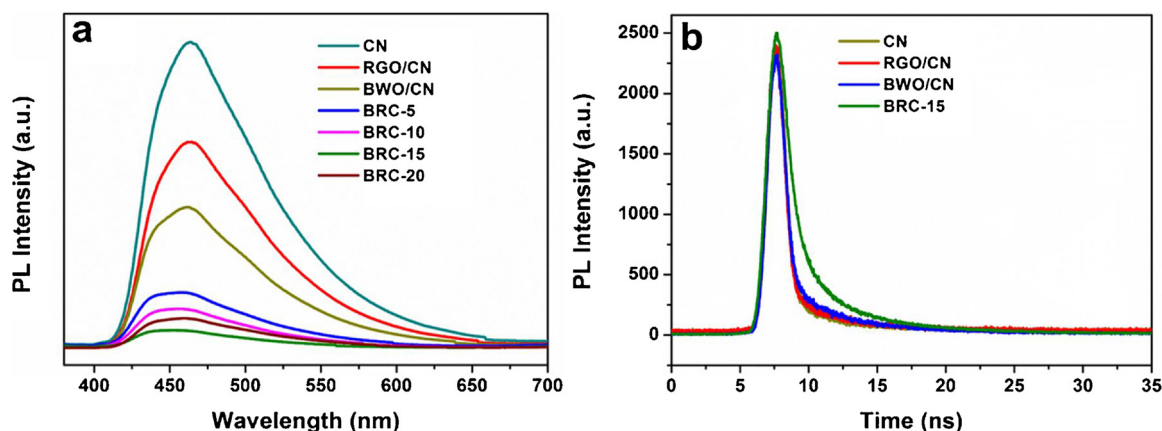 a
CN
RGO/CN
BWO/CN
BRC-5
BRC-10
BRC-15
BRC-20
PL Intensity (a.u.)
400 450 500 550 600 650 700
Wavelength (nm)
b
CN
RGO/CN
BWO/CN
BRC-15
PL Intensity (a.u.)
2500
2000
1500
1000
500
0
0 5 10 15 20 25 30 35
Time (ns)